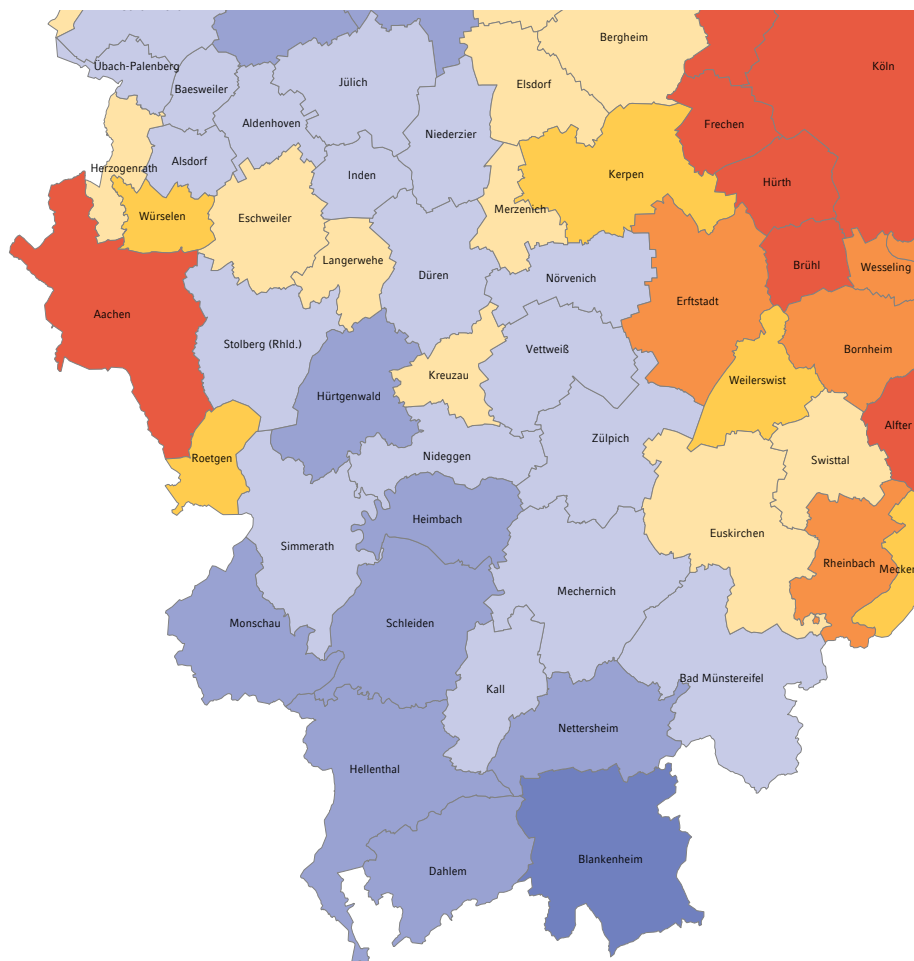 Bergheim
Köln
Übach-Palenberg
Baesweiler
Jülich
Elsdorf
Aldenhoven
Niederzier
Frechen
Herzogenrath
Alsdorf
Inden
Kerpen
Hürth
Würselen
Eschweiler
Merzenich
Langerwehe
Düren
Nörvenich
Brühl
Wesseling
Erftstadt
Aachen
Stolberg (Rhld.)
Vettweiß
Bornheim
Kreuzau
Weilerswist
Hürtgenwald
Zülpich
Alfter
Roetgen
Nideggen
Swisttal
Heimbach
Euskirchen
Simmerath
Rheinbach
Mecken
Mechernich
Monschau
Schleiden
Bad Münstereifel
Kall
Nettersheim
Hellenthal
Blankenheim
Dahlem